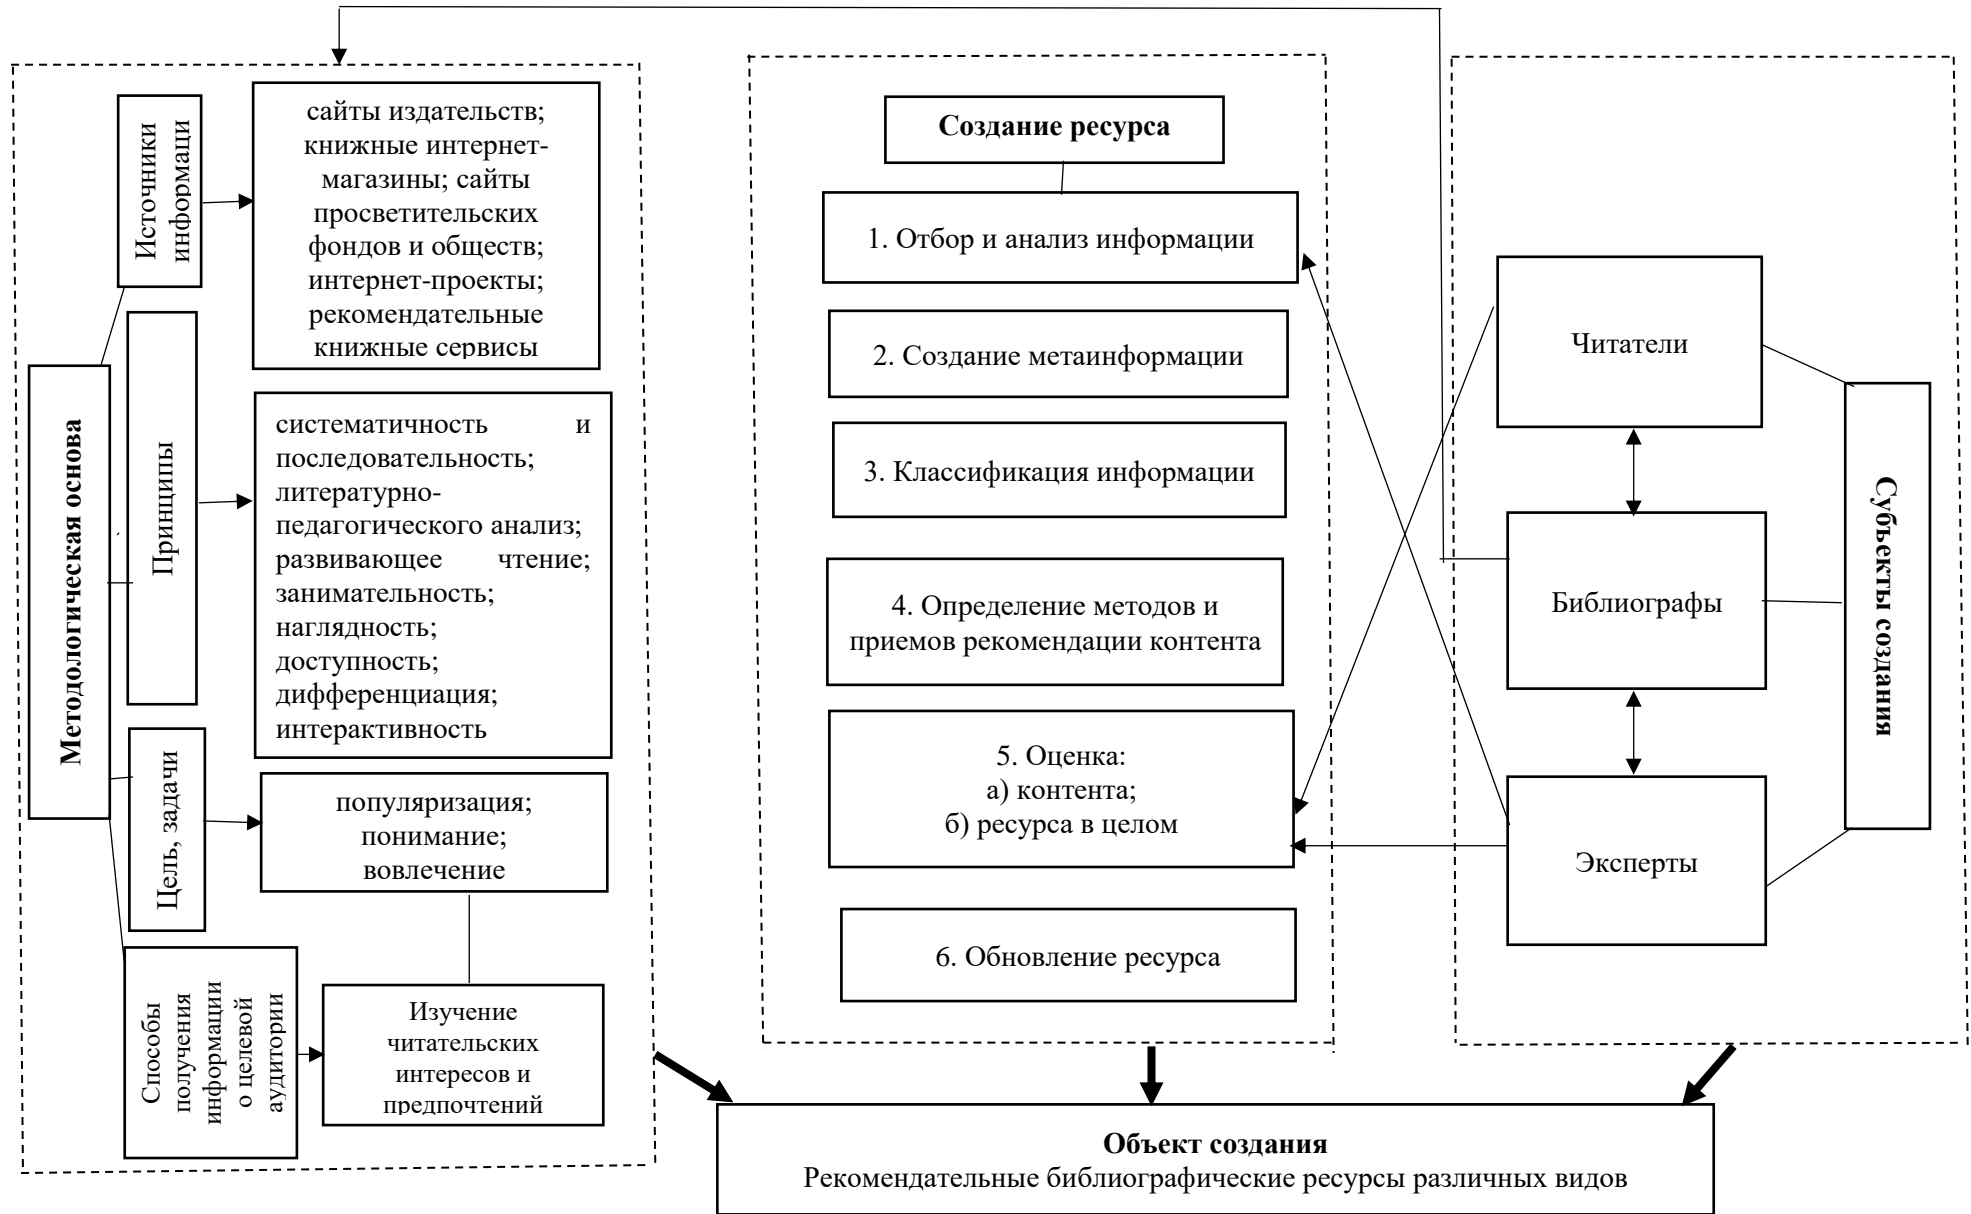 Методологическая основа
Источники
информаци
сайты издательств;
книжные интернет-
магазины; сайты
просветительских
фондов и обществ;
интернет-проекты;
рекомендательные
книжные сервисы
Принципы
систематичность и
последовательность;
литературно-
педагогического анализ;
развивающее чтение;
занимательность;
наглядность;
доступность;
дифференциация;
интерактивность
Цель, задачи
популяризация;
понимание;
вовлечение
Способы
получения
информации
о целевой
аудитории
Изучение
читательских
интересов и
предпочтений
Создание ресурса
1. Отбор и анализ информации
2. Создание метаинформации
3. Классификация информации
4. Определение методов и
приемов рекомендации контента
5. Оценка:
а) контента;
б) ресурса в целом
6. Обновление ресурса
Читатели
Библиографы
Эксперты
Субъекты создания
Объект создания
Рекомендательные библиографические ресурсы различных видов